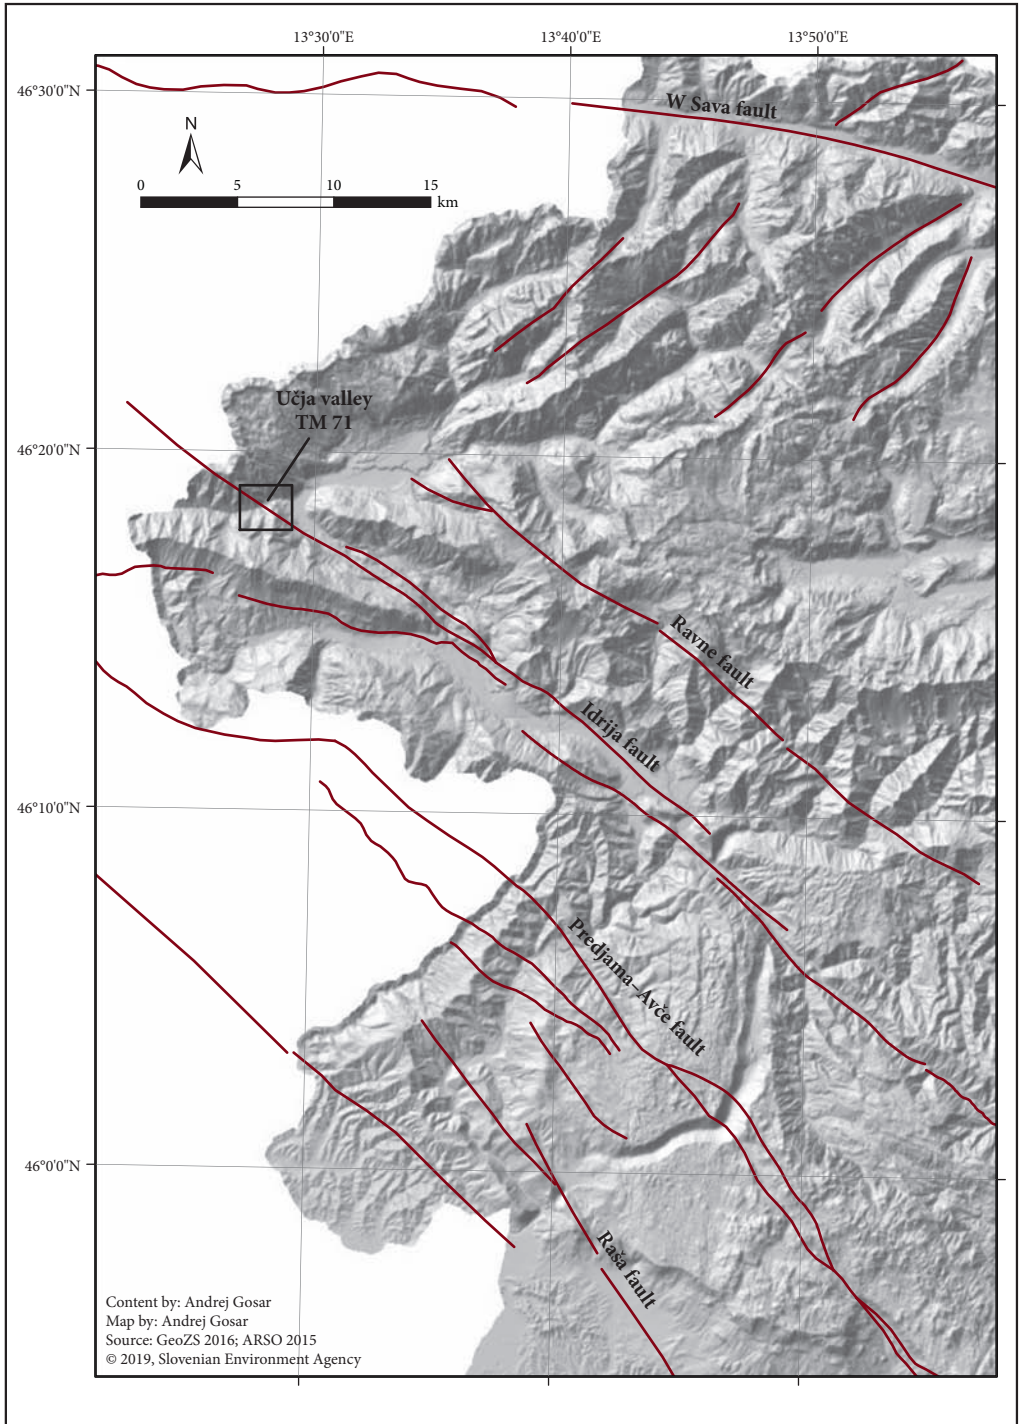 13°30'0"E
13°40'0"E
13°50'0"E
46°30'0"N
W Sava fault
N
0
5
10
15
km
Učja valley
TM 71
46°20'0"N
Ravne fault
Idrija fault
46°10'0"N
Predjama–Avče fault
46°0'0"N
Raša fault
Content by: Andrej Gosar
Map by: Andrej Gosar
Source: GeoZS 2016; ARSO 2015
© 2019, Slovenian Environment Agency